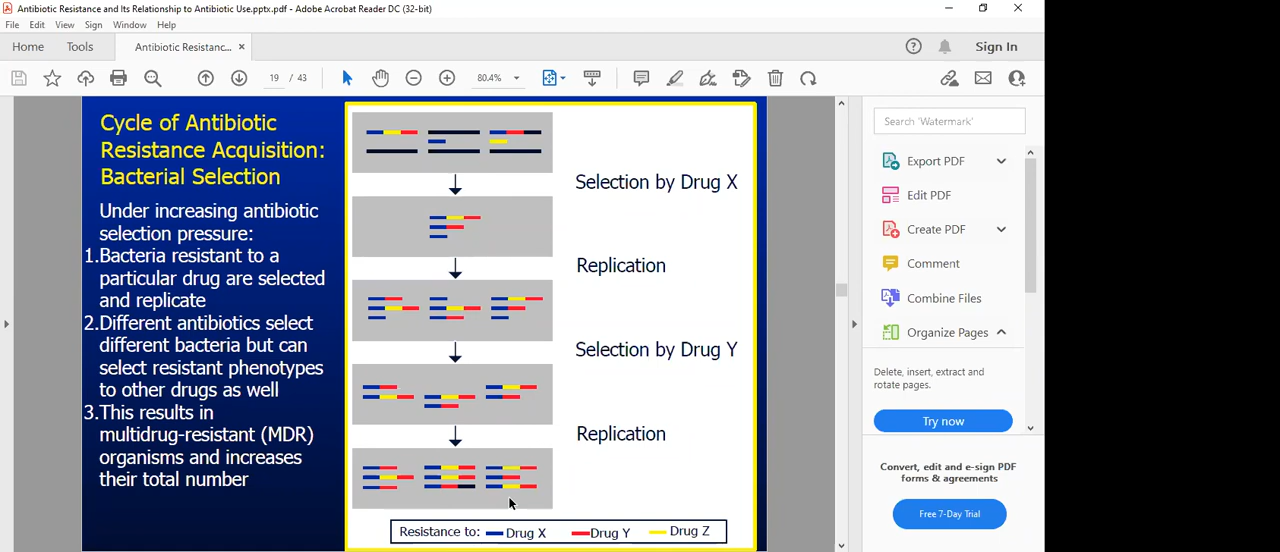 Antibiotic Resistance and Its Relationship to Antibiotic Use.pptx.pdf - Adobe Acrobat Reader DC (32-bit)
File Edit View Sign Window Help
Home Tools Antibiotic Resistanc... × ? Sign In
19 / 43 80.4%
Cycle of Antibiotic
Resistance Acquisition:
Bacterial Selection
Under increasing antibiotic
selection pressure:
1.Bacteria resistant to a
particular drug are selected
and replicate
2.Different antibiotics select
different bacteria but can
select resistant phenotypes
to other drugs as well
3.This results in
multidrug-resistant (MDR)
organisms and increases
their total number
Selection by Drug X
Replication
Selection by Drug Y
Replication
Resistance to: Drug X Drug Y Drug Z
Search 'Watermark'
Export PDF
Edit PDF
Create PDF
Comment
Combine Files
Organize Pages
Delete, insert, extract and
rotate pages.
Try now
Convert, edit and e-sign PDF
forms & agreements
Free 7-Day Trial